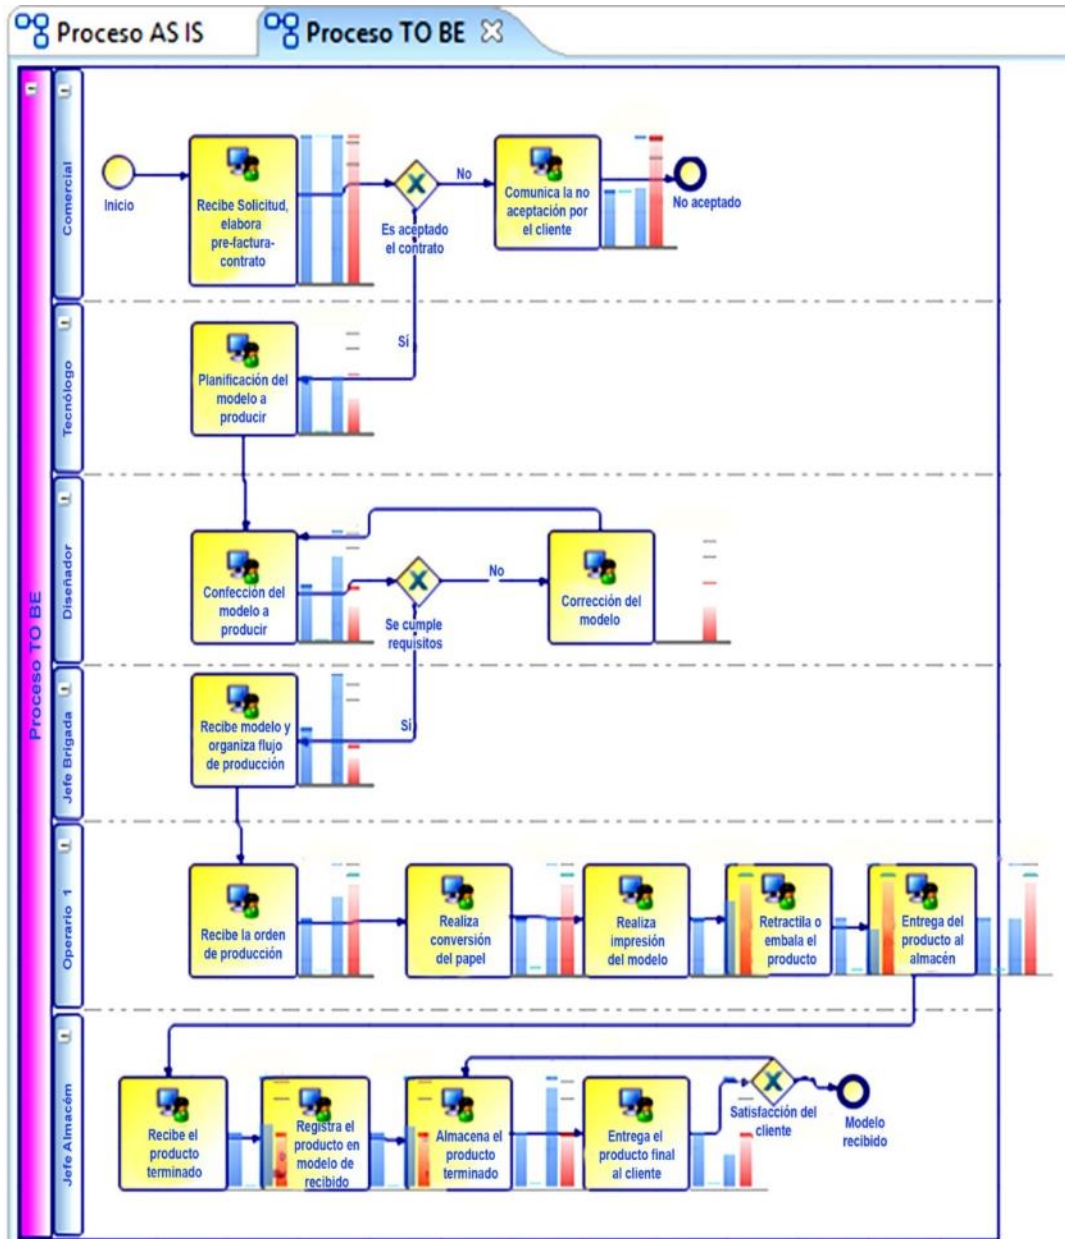 Proceso AS IS
Proceso TO BE
Proceso TO BE
Comercial
Inicio
Recibe Solicitud,
elabora
pre-factura-
contrato
Es aceptado
el contrato
No
Comunica la no
aceptación por
el cliente
No aceptado
Sí
Tecnólogo
Planificación del
modelo a
producir
Diseñador
Confección del
modelo a
producir
Se cumple
requisitos
No
Corrección del
modelo
Sí
Jefe Brigada
Recibe modelo y
organiza flujo
de producción
Operario 1
Recibe la orden
de producción
Realiza
conversión
del papel
Realiza
impresión
del modelo
Retractila o
embala el
producto
Entrega del
producto al
almacén
Jefe Almacém
Recibe el
producto
terminado
Registra el
producto en
modelo de
recibido
Almacena el
producto
terminado
Entrega el
producto final
al cliente
Satisfacción del
cliente
Modelo
recibido